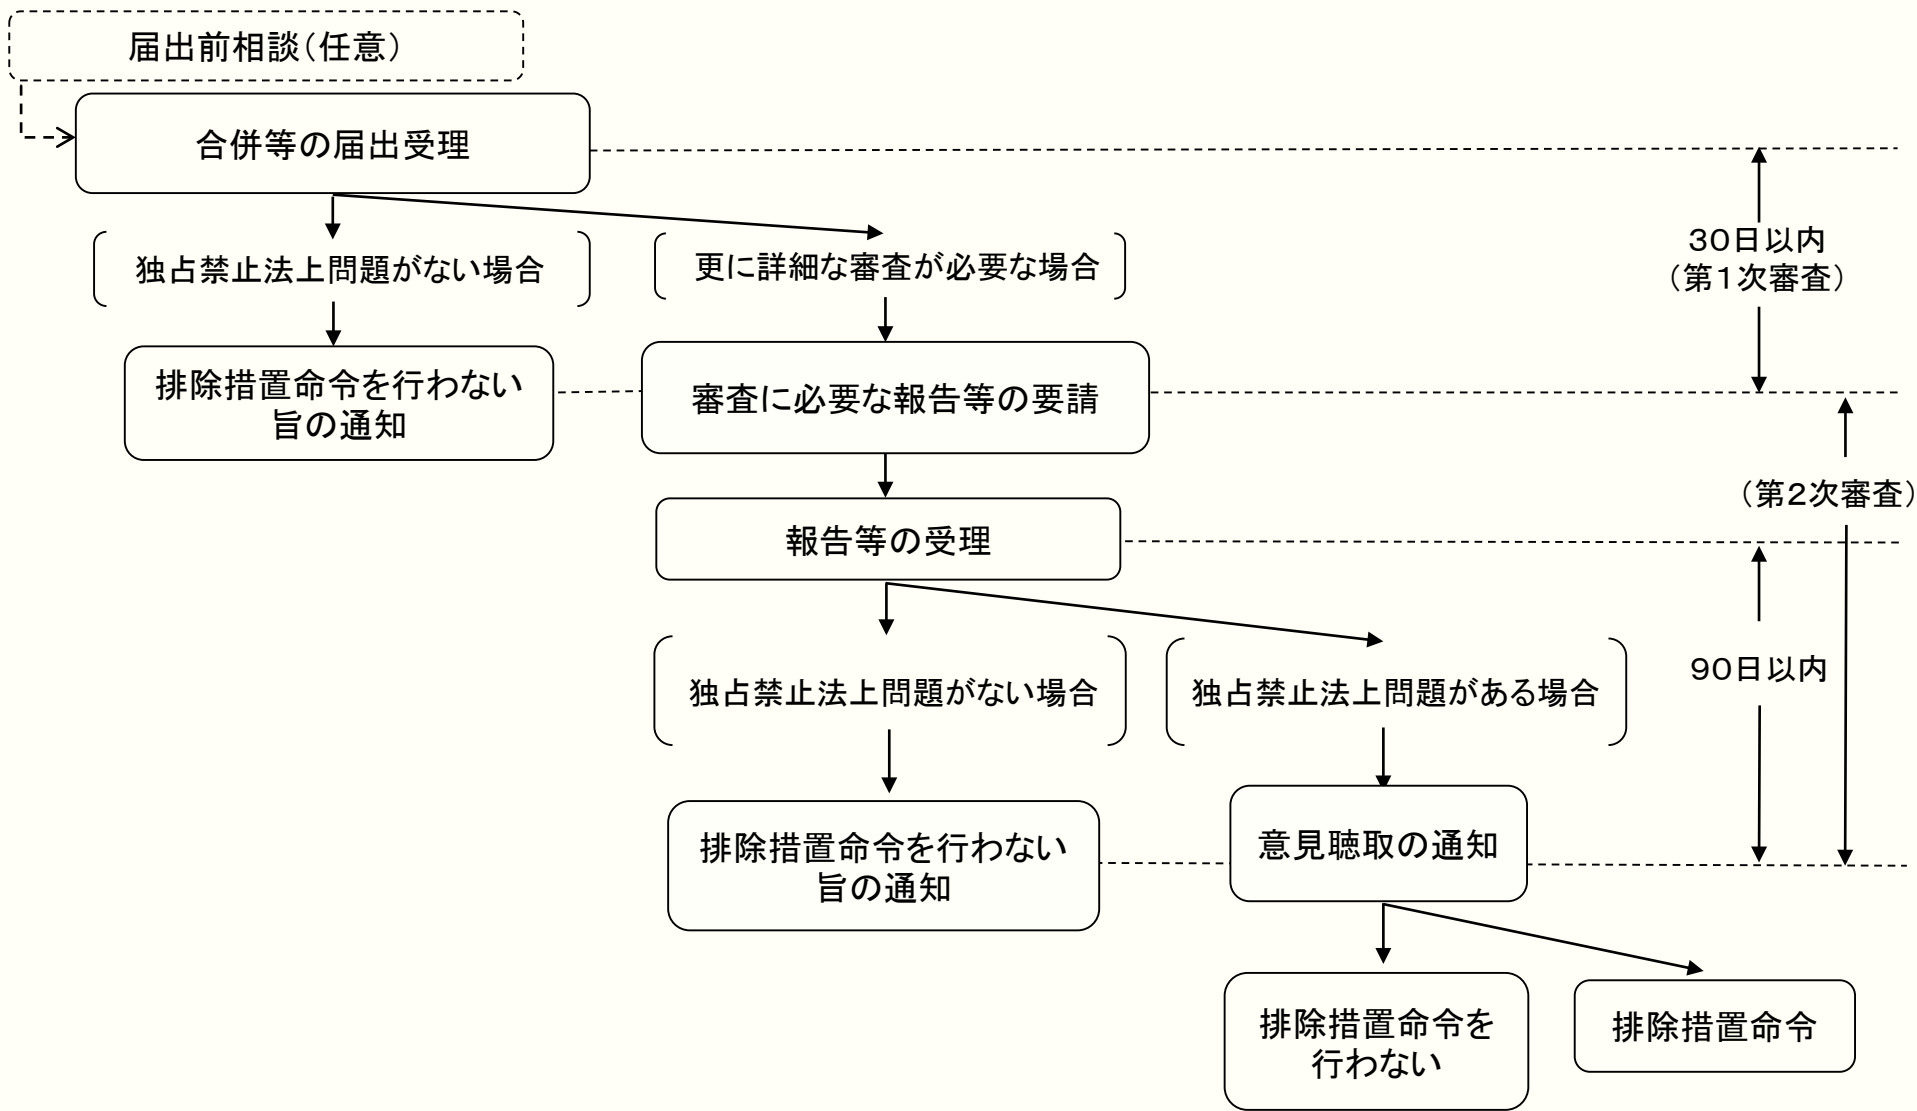 届出前相談（任意）
合併等の届出受理
独占禁止法上問題がない場合
更に詳細な審査が必要な場合
30日以内
（第1次審査）
排除措置命令を行わない
旨の通知
審査に必要な報告等の要請
（第2次審査）
報告等の受理
独占禁止法上問題がない場合
独占禁止法上問題がある場合
90日以内
排除措置命令を行わない
旨の通知
意見聴取の通知
排除措置命令を
行わない
排除措置命令